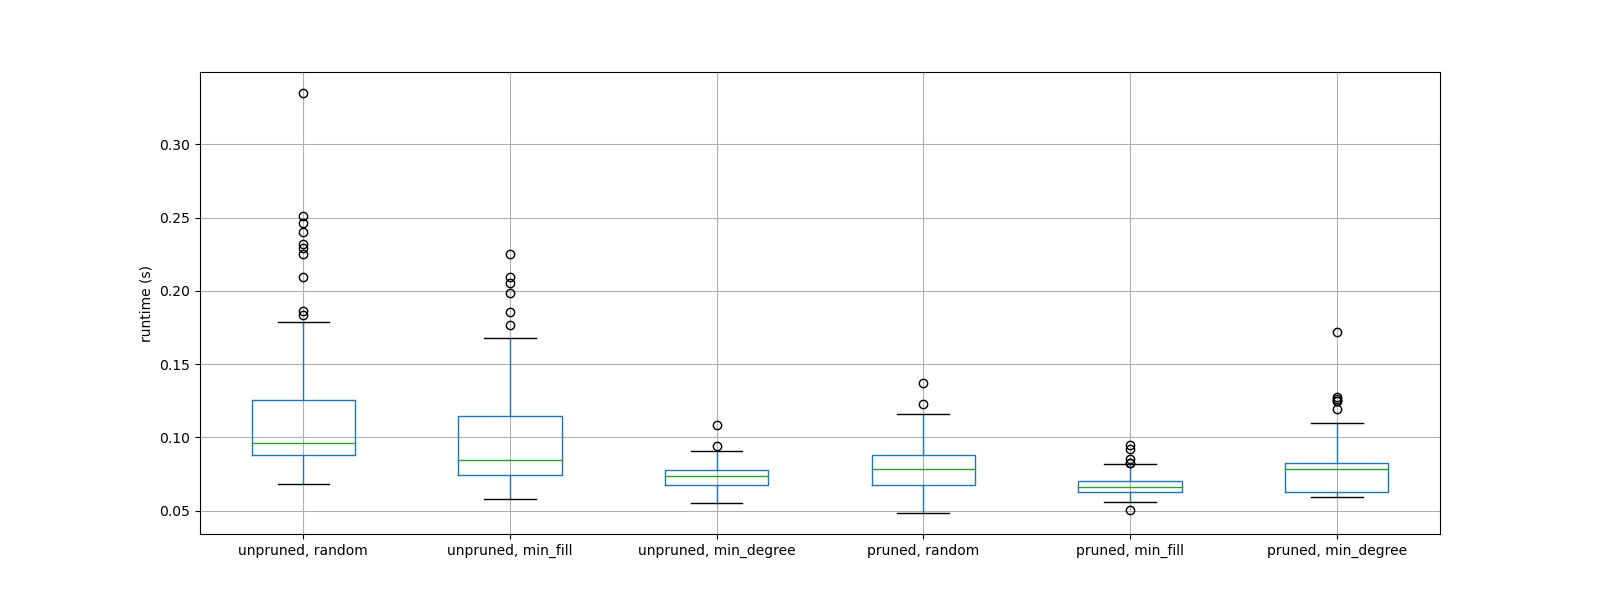 runtime (s)
0.30
0.25
0.20
0.15
0.10
0.05
unpruned, random
unpruned, min_fill
unpruned, min_degree
pruned, random
pruned, min_fill
pruned, min_degree